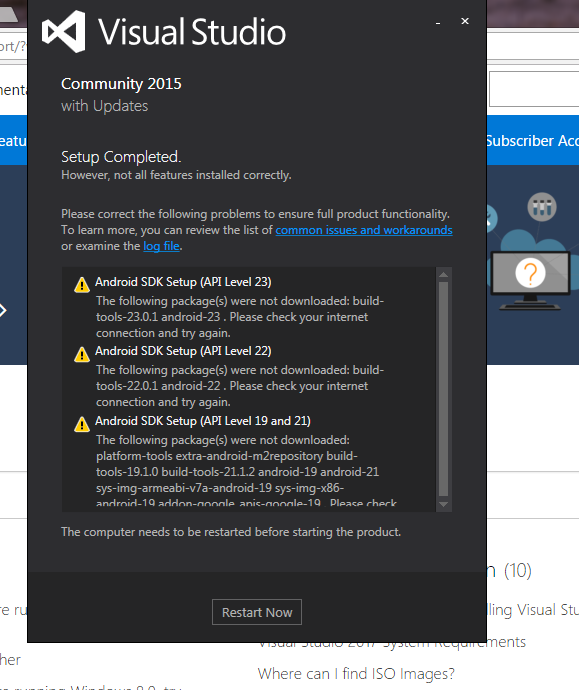 Visual Studio
ort/?
Community 2015
with Updates
Subscriber Acc
Setup Completed.
However, not all features installed correctly.
Please correct the following problems to ensure full product functionality.
To learn more, you can review the list of common issues and workarounds
or examine the log file.
Android SDK Setup (API Level 23)
The following package(s) were not downloaded: build-
tools-23.0.1 android-23 . Please check your internet
connection and try again.
Android SDK Setup (API Level 22)
The following package(s) were not downloaded: build-
tools-22.0.1 android-22 . Please check your internet
connection and try again.
Android SDK Setup (API Level 19 and 21)
The following package(s) were not downloaded:
platform-tools extra-android-m2repository build-
tools-19.1.0 build-tools-21.1.2 android-19 android-21
sys-img-armeabi-v7a-android-19 sys-img-x86-
android-19 addon-google_apis-google-19 . Please check
The computer needs to be restarted before starting the product.
n (10)
Restart Now
re ru
lling Visual Stu
Visual Studio 2017 System Requirements
her
Where can I find ISO Images?